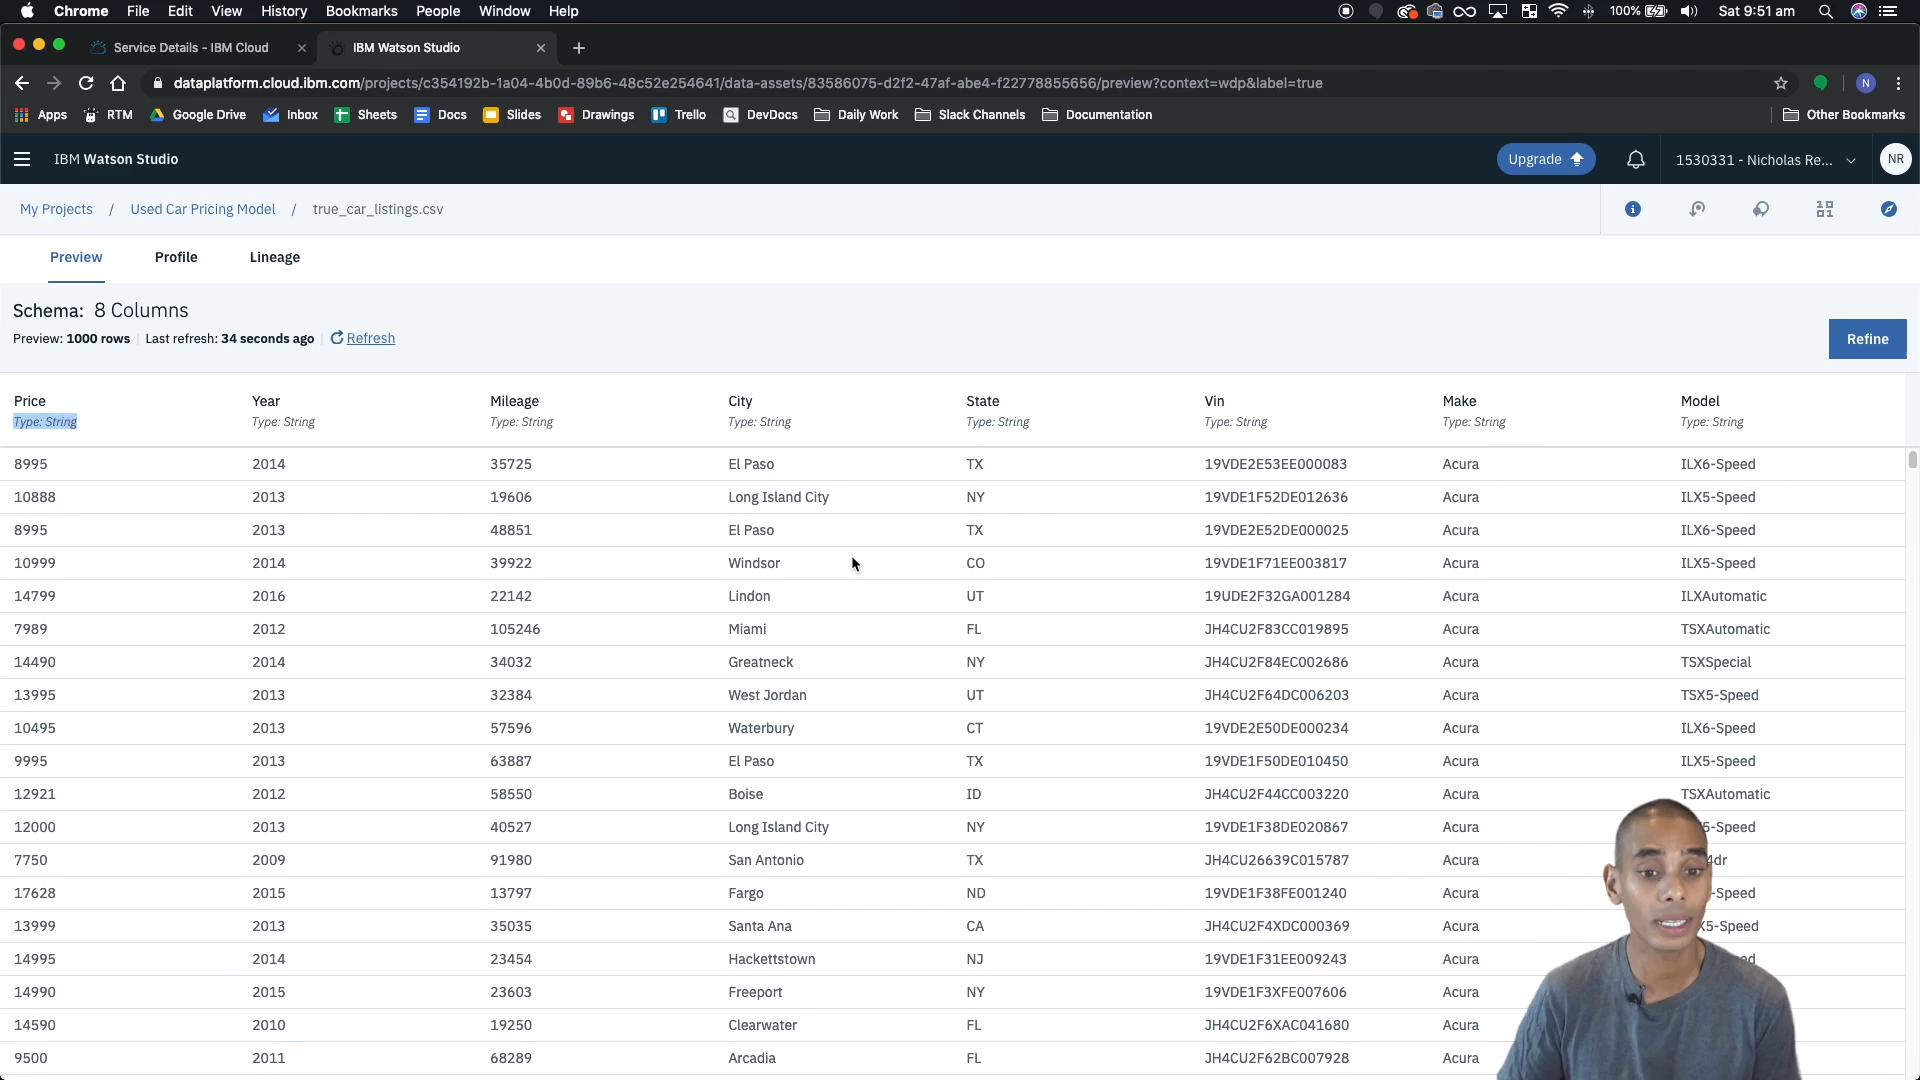 Chrome File Edit View History Bookmarks People Window Help 100% Sat 9:51 am
Service Details - IBM Cloud IBM Watson Studio
dataplatform.cloud.ibm.com/projects/c354192b-1a04-4b0d-89b6-48c52e254641/data-assets/83586075-d2f2-47af-abe4-f22778855656/preview?context=wdp&label=true N
Apps RTM Google Drive Inbox Sheets Docs Slides Drawings Trello DevDocs Daily Work Slack Channels Documentation Other Bookmarks
IBM Watson Studio Upgrade 1530331 - Nicholas Re... NR
My Projects / Used Car Pricing Model / true_car_listings.csv
Preview Profile Lineage
Schema: 8 Columns
Preview: 1000 rows Last refresh: 34 seconds ago Refresh
Refine
Price Year Mileage City State Vin Make Model
Type: String Type: String Type: String Type: String Type: String Type: String Type: String Type: String
8995 2014 35725 El Paso TX 19VDE2E53EE000083 Acura ILX6-Speed
10888 2013 19606 Long Island City NY 19VDE1F52DE012636 Acura ILX5-Speed
8995 2013 48851 El Paso TX 19VDE2E52DE000025 Acura ILX6-Speed
10999 2014 39922 Windsor CO 19VDE1F71EE003817 Acura ILX5-Speed
14799 2016 22142 Lindon UT 19UDE2F32GA001284 Acura ILXAutomatic
7989 2012 105246 Miami FL JH4CU2F83CC019895 Acura TSXAutomatic
14490 2014 34032 Greatneck NY JH4CU2F84EC002686 Acura TSXSpecial
13995 2013 32384 West Jordan UT JH4CU2F64DC006203 Acura TSX5-Speed
10495 2013 57596 Waterbury CT 19VDE2E50DE000234 Acura ILX6-Speed
9995 2013 63887 El Paso TX 19VDE1F50DE010450 Acura ILX5-Speed
12921 2012 58550 Boise ID JH4CU2F44CC003220 Acura TSXAutomatic
12000 2013 40527 Long Island City NY 19VDE1F38DE020867 Acura 5-Speed
7750 2009 91980 San Antonio TX JH4CU26639C015787 Acura 4dr
17628 2015 13797 Fargo ND 19VDE1F38FE001240 Acura -Speed
13999 2013 35035 Santa Ana CA JH4CU2F4XDC000369 Acura X5-Speed
14995 2014 23454 Hackettstown NJ 19VDE1F31EE009243 Acura
14990 2015 23603 Freeport NY 19VDE1F3XFE007606 Acura
14590 2010 19250 Clearwater FL JH4CU2F6XAC041680 Acura
9500 2011 68289 Arcadia FL JH4CU2F62BC007928 Acura